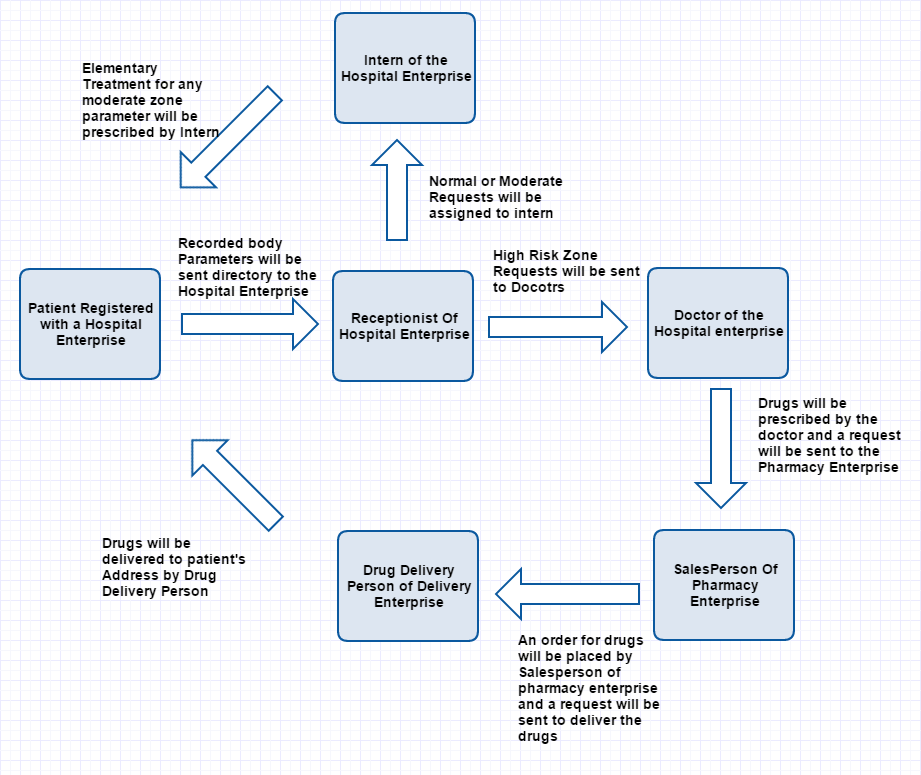 Intern of the
Hospital Enterprise
Elementary
Treatment for any
moderate zone
parameter will be
prescribed by Intern
Normal or Moderate
Requests will be
assigned to intern
Recorded body
Parameters will be
sent directory to the
Hospital Enterprise
High Risk Zone
Requests will be sent
to Docotrs
Patient Registered
with a Hospital
Enterprise
Receptionist Of
Hospital Enterprise
Doctor of the
Hospital enterprise
Drugs will be
prescribed by the
doctor and a request
will be sent to the
Pharmacy Enterprise
Drugs will be
delivered to patient's
Address by Drug
Delivery Person
Drug Delivery
Person of Delivery
Enterprise
SalesPerson Of
Pharmacy
Enterprise
An order for drugs
will be placed by
Salesperson of
pharmacy enterprise
and a request will be
sent to deliver the
drugs